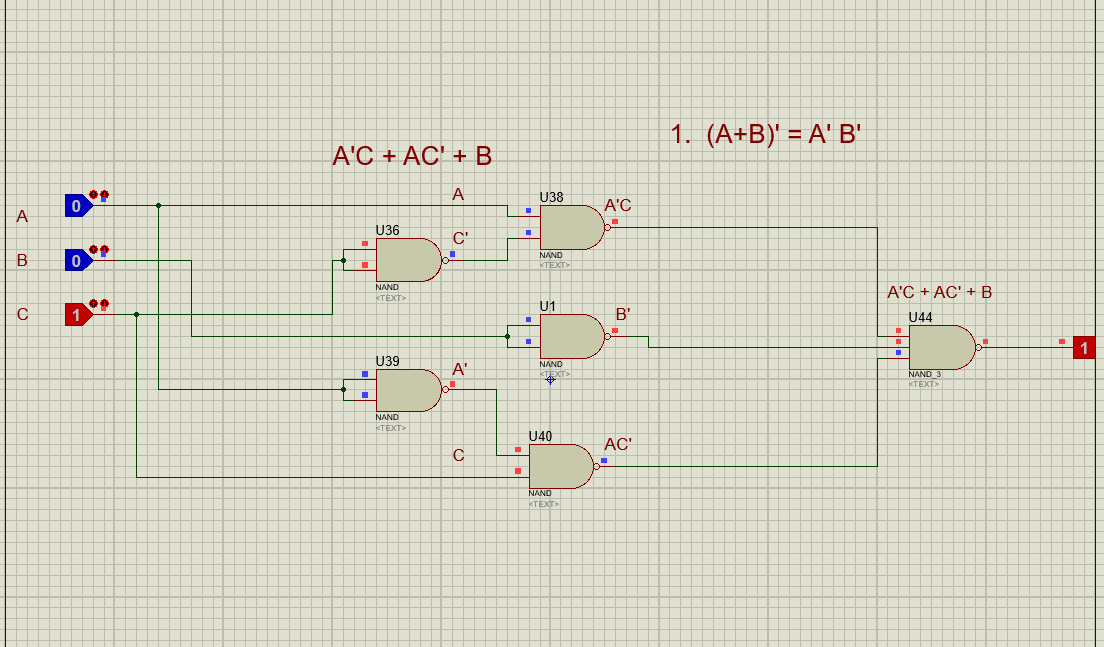 1. (A+B)' = A' B'
A'C + AC' + B
A
0
A
U38
A'C
NAND
<TEXT>
U36
C'
NAND
<TEXT>
B
0
C
1
U1
B'
NAND
<TEXT>
A'C + AC' + B
U44
NAND_3
<TEXT>
1
U39
A'
NAND
<TEXT>
C
U40
AC'
NAND
<TEXT>